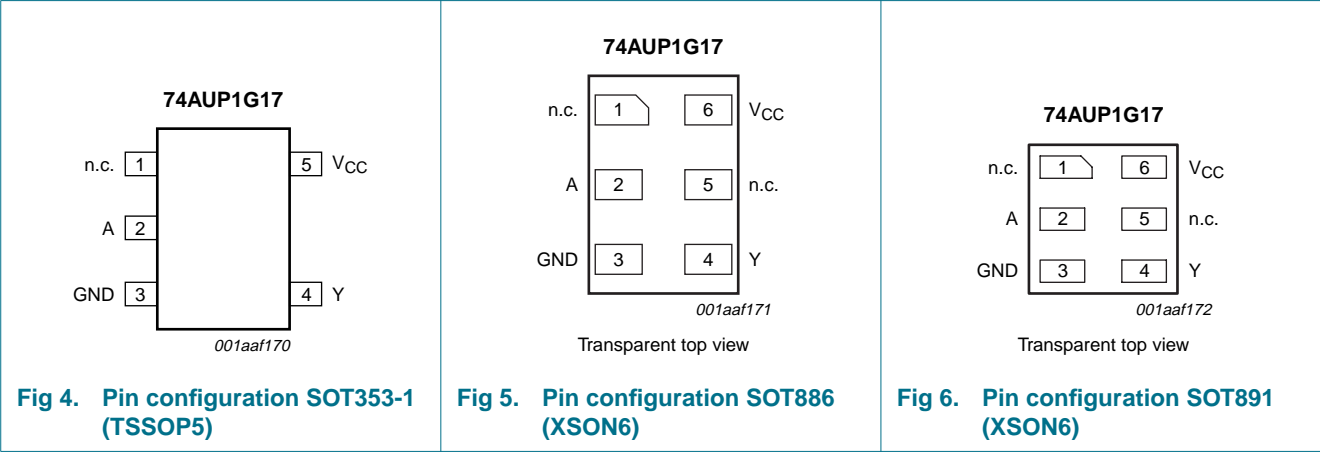 74AUP1G17
n.c. 1
5 VCC
A 2
GND 3
4 Y
001aaf170
Fig 4. Pin configuration SOT353-1
(TSSOP5)
74AUP1G17
n.c. 1
6 VCC
A 2
5 n.c.
GND 3
4 Y
001aaf171
Transparent top view
Fig 5. Pin configuration SOT886
(XSON6)
74AUP1G17
n.c. 1
6 VCC
A 2
5 n.c.
GND 3
4 Y
001aaf172
Transparent top view
Fig 6. Pin configuration SOT891
(XSON6)